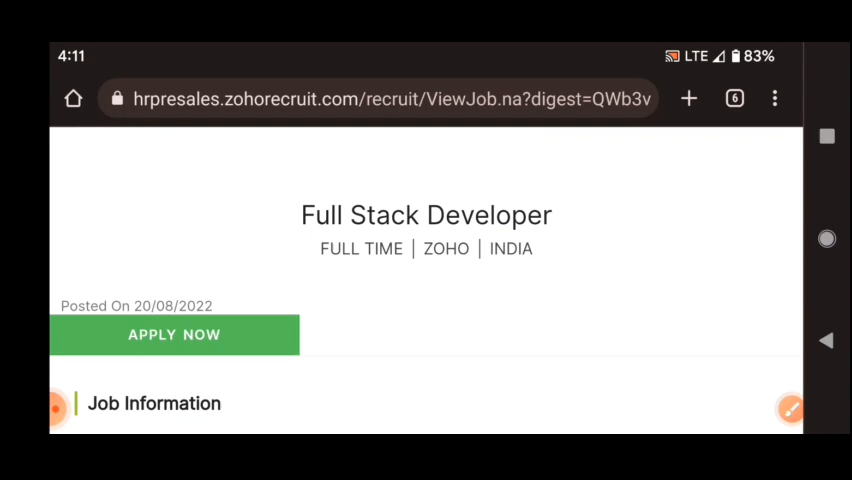 4:11 LTE 83%
hrpresales.zohorecruit.com/recruit/ViewJob.na?digest=QWb3v 6
Full Stack Developer
FULL TIME | ZOHO | INDIA
Posted On 20/08/2022
APPLY NOW
Job Information